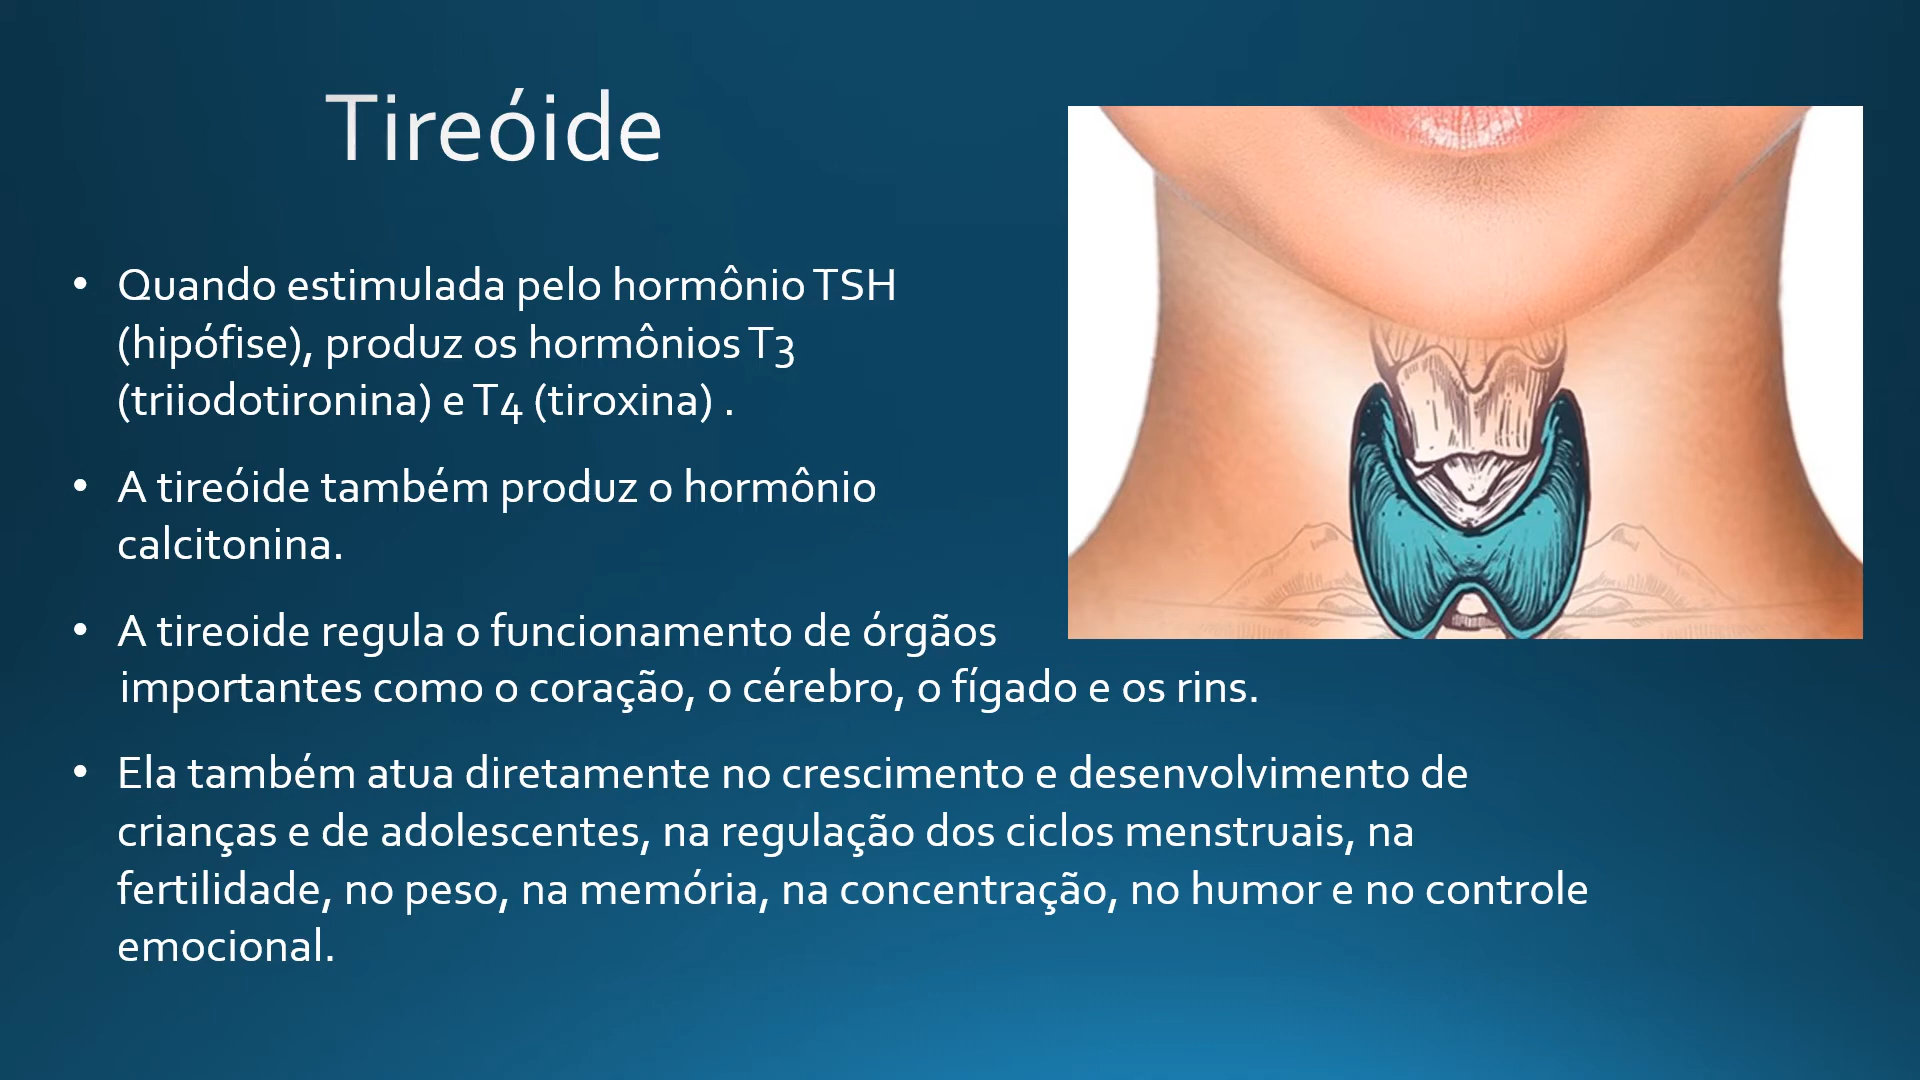 Tireóide
• Quando estimulada pelo hormônio TSH
(hipófise), produz os hormônios T3
(triiodotironina) e T4 (tiroxina) .
• A tireóide também produz o hormônio
calcitonina.
• A tireoide regula o funcionamento de órgãos
importantes como o coração, o cérebro, o fígado e os rins.
• Ela também atua diretamente no crescimento e desenvolvimento de
crianças e de adolescentes, na regulação dos ciclos menstruais, na
fertilidade, no peso, na memória, na concentração, no humor e no controle
emocional.